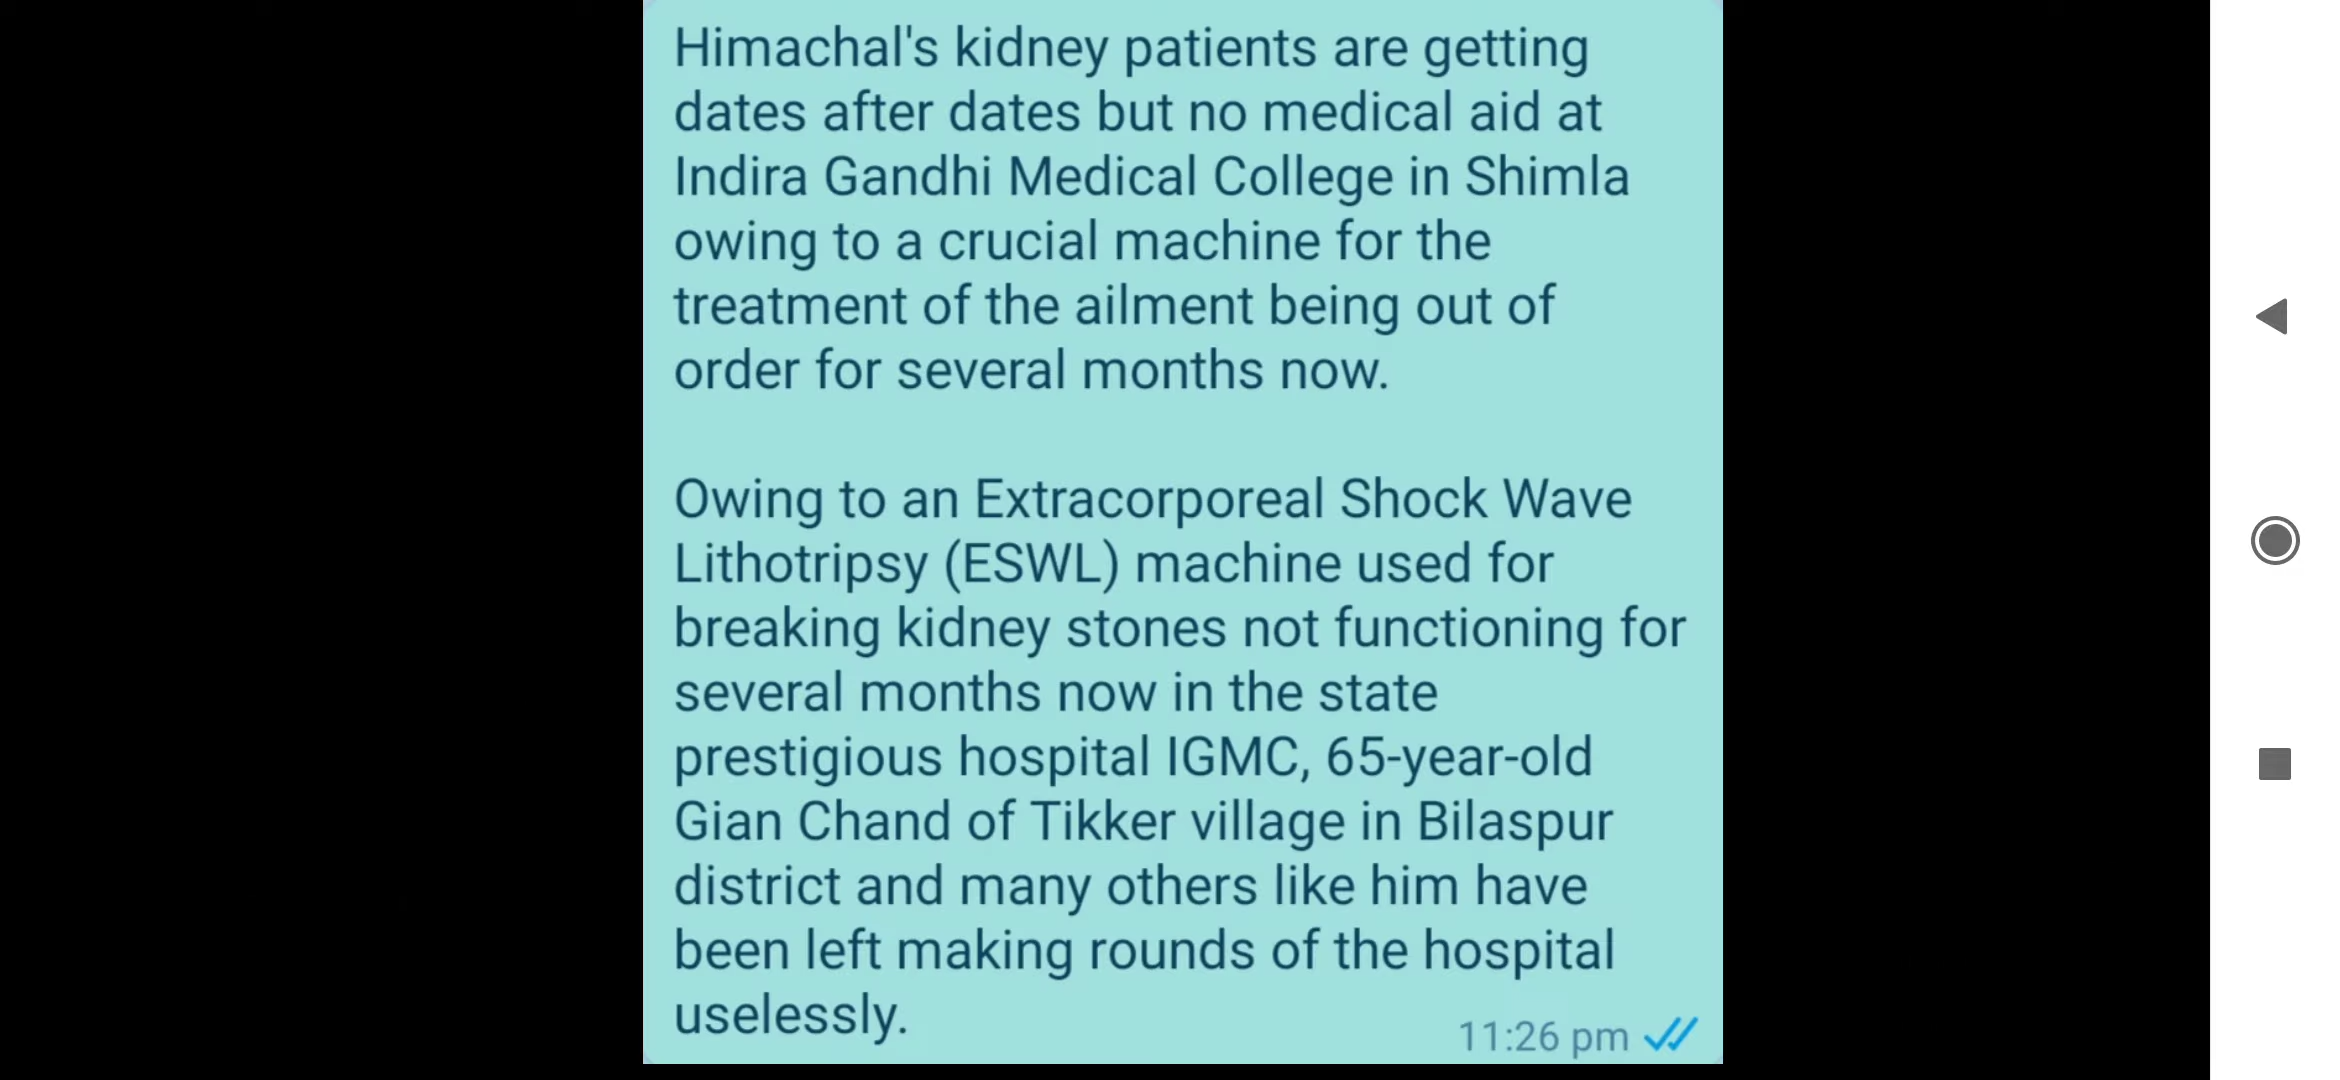 Himachal's kidney patients are getting
dates after dates but no medical aid at
Indira Gandhi Medical College in Shimla
owing to a crucial machine for the
treatment of the ailment being out of
order for several months now.
Owing to an Extracorporeal Shock Wave
Lithotripsy (ESWL) machine used for
breaking kidney stones not functioning for
several months now in the state
prestigious hospital IGMC, 65-year-old
Gian Chand of Tikker village in Bilaspur
district and many others like him have
been left making rounds of the hospital
uselessly.
11:26 pm